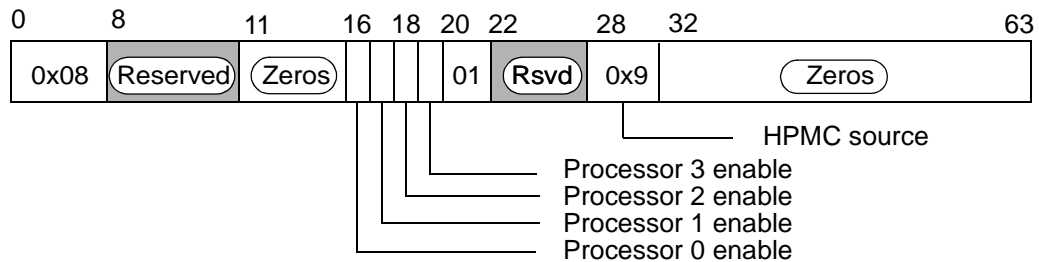 0 8 11 16 18 20 22 28 32 63
0x08 Reserved Zeros 01 Rsvd 0x9 Zeros
HPMC source
Processor 3 enable
Processor 2 enable
Processor 1 enable
Processor 0 enable